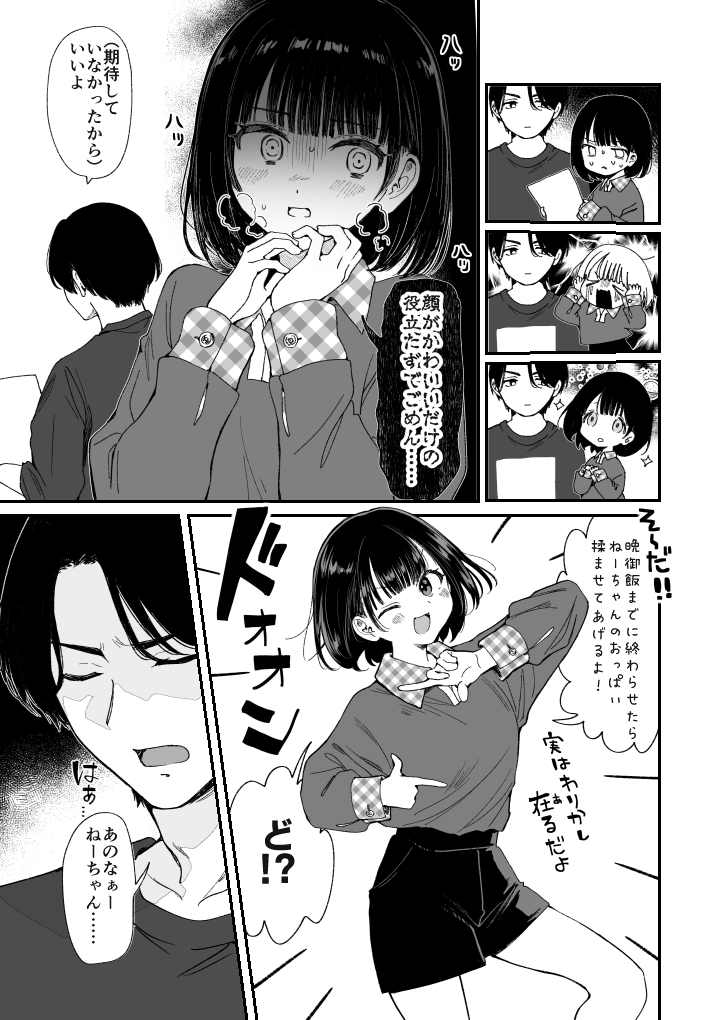 ハッ
ハッ
ハッ
顔がかわいいだけの
役立たずでごめん……
(期待して
いなかったから)
いいよ
そ～だ!!
晩御飯までに終わらせたら
ねーちゃんのおっぱい
揉ませてあげるよ!
実はわりかし
在るだよ
ぁ
ど!?
ドオオオン
はぁ…
あのなぁー
ねーちゃん……